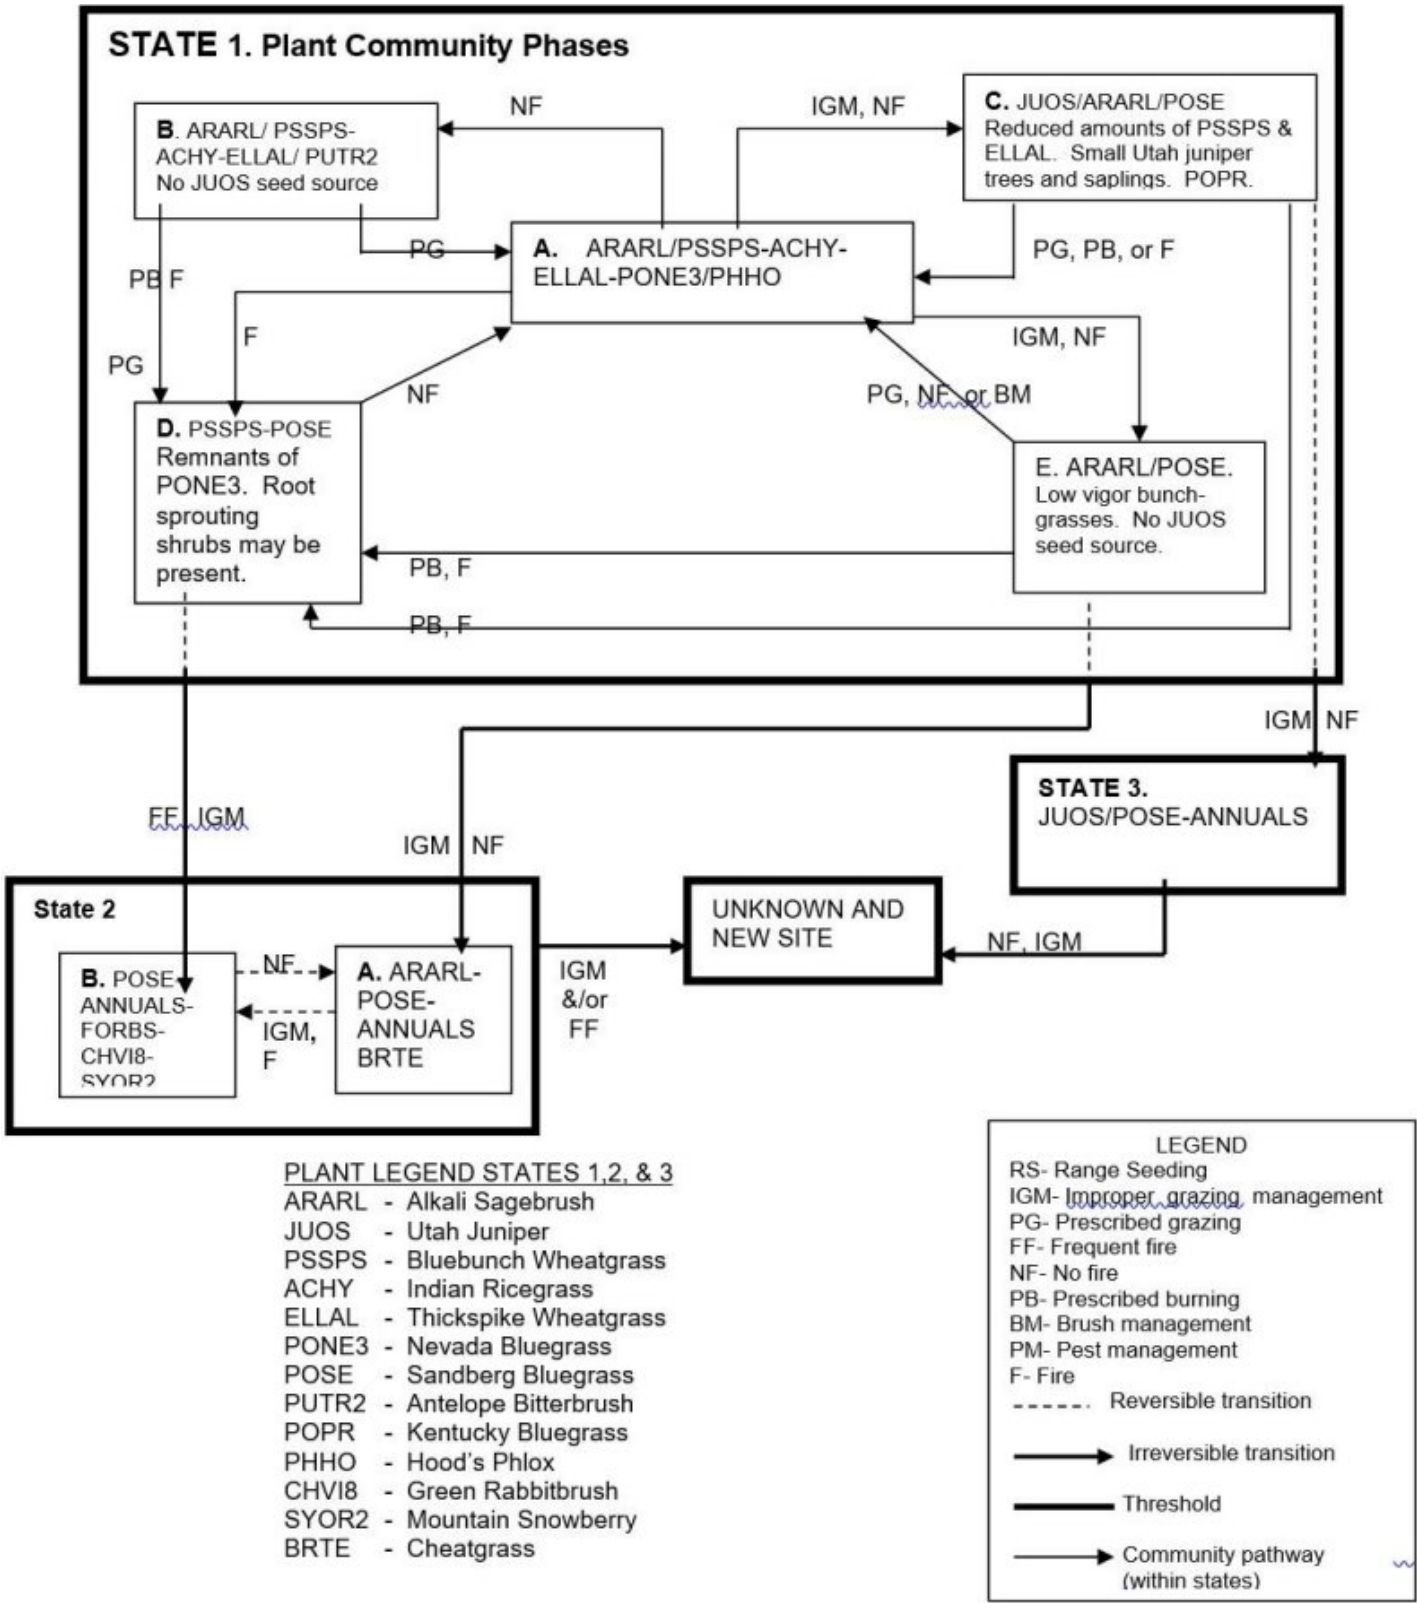 STATE 1. Plant Community Phases
NF
IGM, NF
B. ARARL/ PSSPS-
ACHY-ELLAL/ PUTR2
No JUOS seed source
C. JUOS/ARARL/POSE
Reduced amounts of PSSPS &
ELLAL. Small Utah juniper
trees and saplings. POPR.
PG
A. ARARL/PSSPS-ACHY-
ELLAL-PONE3/PHHO
PG, PB, or F
PB F
F
PG
NF
IGM, NF
PG, NF or BM
D. PSSPS-POSE
Remnants of
PONE3. Root
sprouting
shrubs may be
present.
E. ARARL/POSE.
Low vigor bunch-
grasses. No JUOS
seed source.
PB, F
PB, F
IGM NF
STATE 3.
JUOS/POSE-ANNUALS
FF IGM
IGM NF
State 2
B. POSE
ANNUALS-
FORBS-
CHVI8-
SYOR2
NF
IGM,
F
A. ARARL-
POSE-
ANNUALS
BRTE
IGM
&/or
FF
UNKNOWN AND
NEW SITE
NF, IGM
PLANT LEGEND STATES 1,2, & 3
ARARL - Alkali Sagebrush
JUOS - Utah Juniper
PSSPS - Bluebunch Wheatgrass
ACHY - Indian Ricegrass
ELLAL - Thickspike Wheatgrass
PONE3 - Nevada Bluegrass
POSE - Sandberg Bluegrass
PUTR2 - Antelope Bitterbrush
POPR - Kentucky Bluegrass
PHHO - Hood's Phlox
CHVI8 - Green Rabbitbrush
SYOR2 - Mountain Snowberry
BRTE - Cheatgrass
LEGEND
RS- Range Seeding
IGM- Improper grazing management
PG- Prescribed grazing
FF- Frequent fire
NF- No fire
PB- Prescribed burning
BM- Brush management
PM- Pest management
F- Fire
Reversible transition
Irreversible transition
Threshold
Community pathway
(within states)